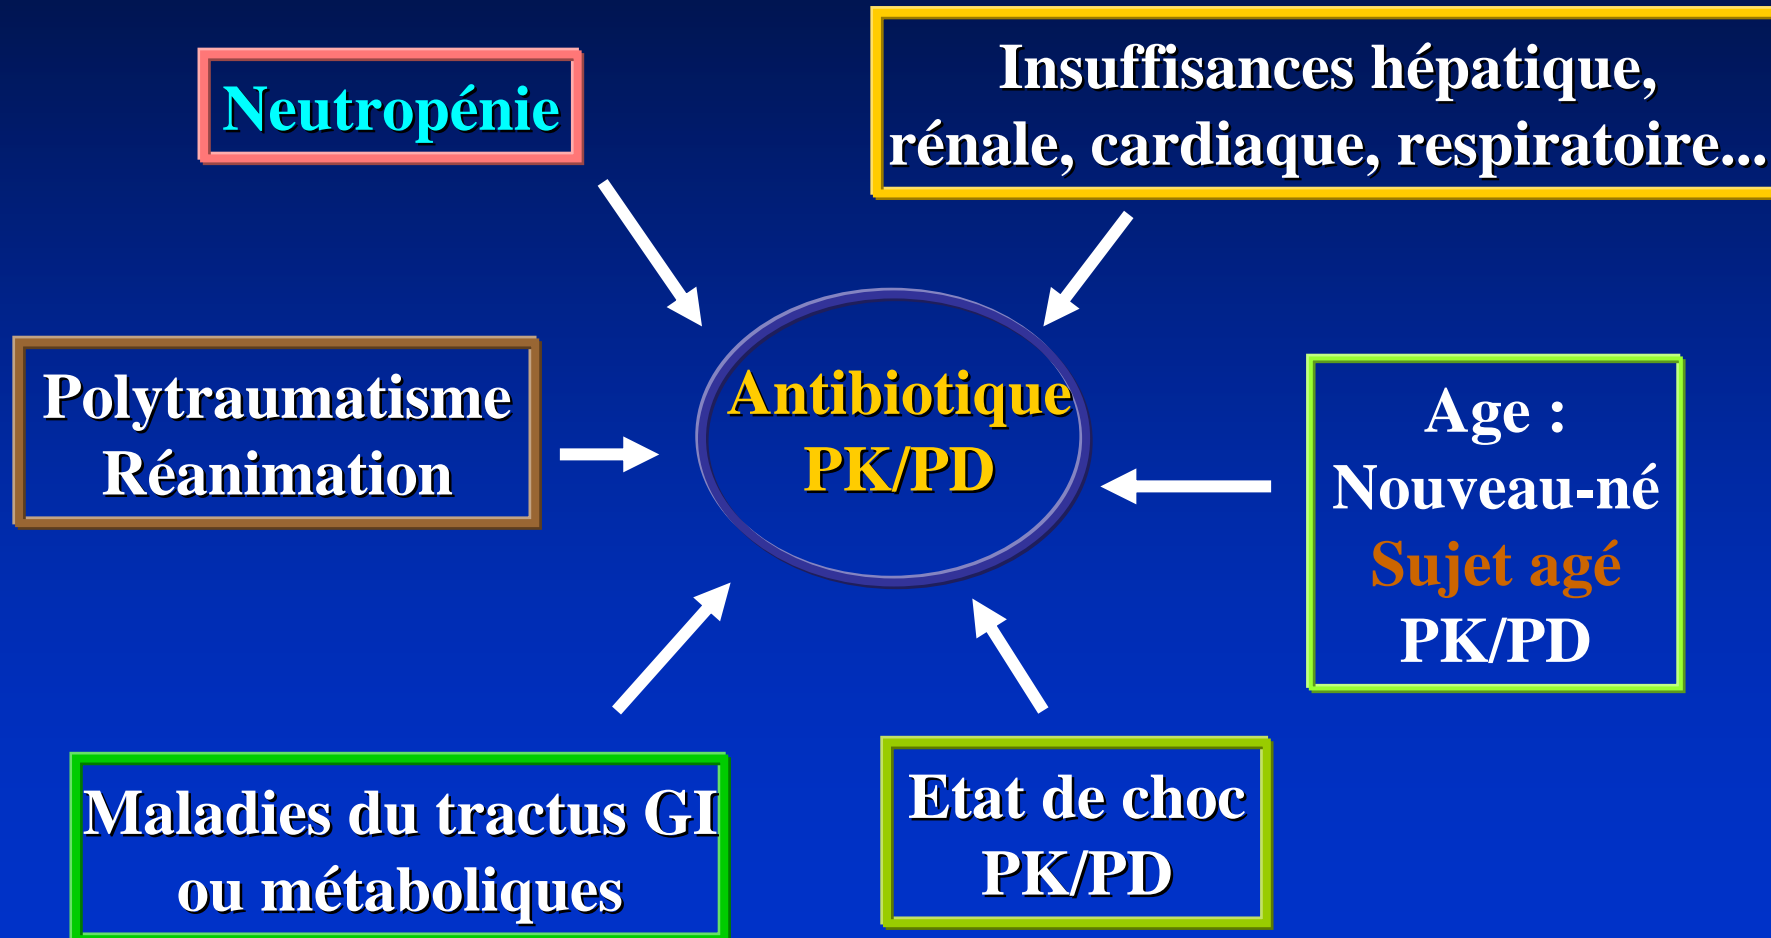 Neutropénie
Insuffisances hépatique,
rénale, cardiaque, respiratoire...
Polytraumatisme
Réanimation
Antibiotique
PK/PD
Age :
Nouveau-né
Sujet agé
PK/PD
Maladies du tractus GI
ou métaboliques
Etat de choc
PK/PD